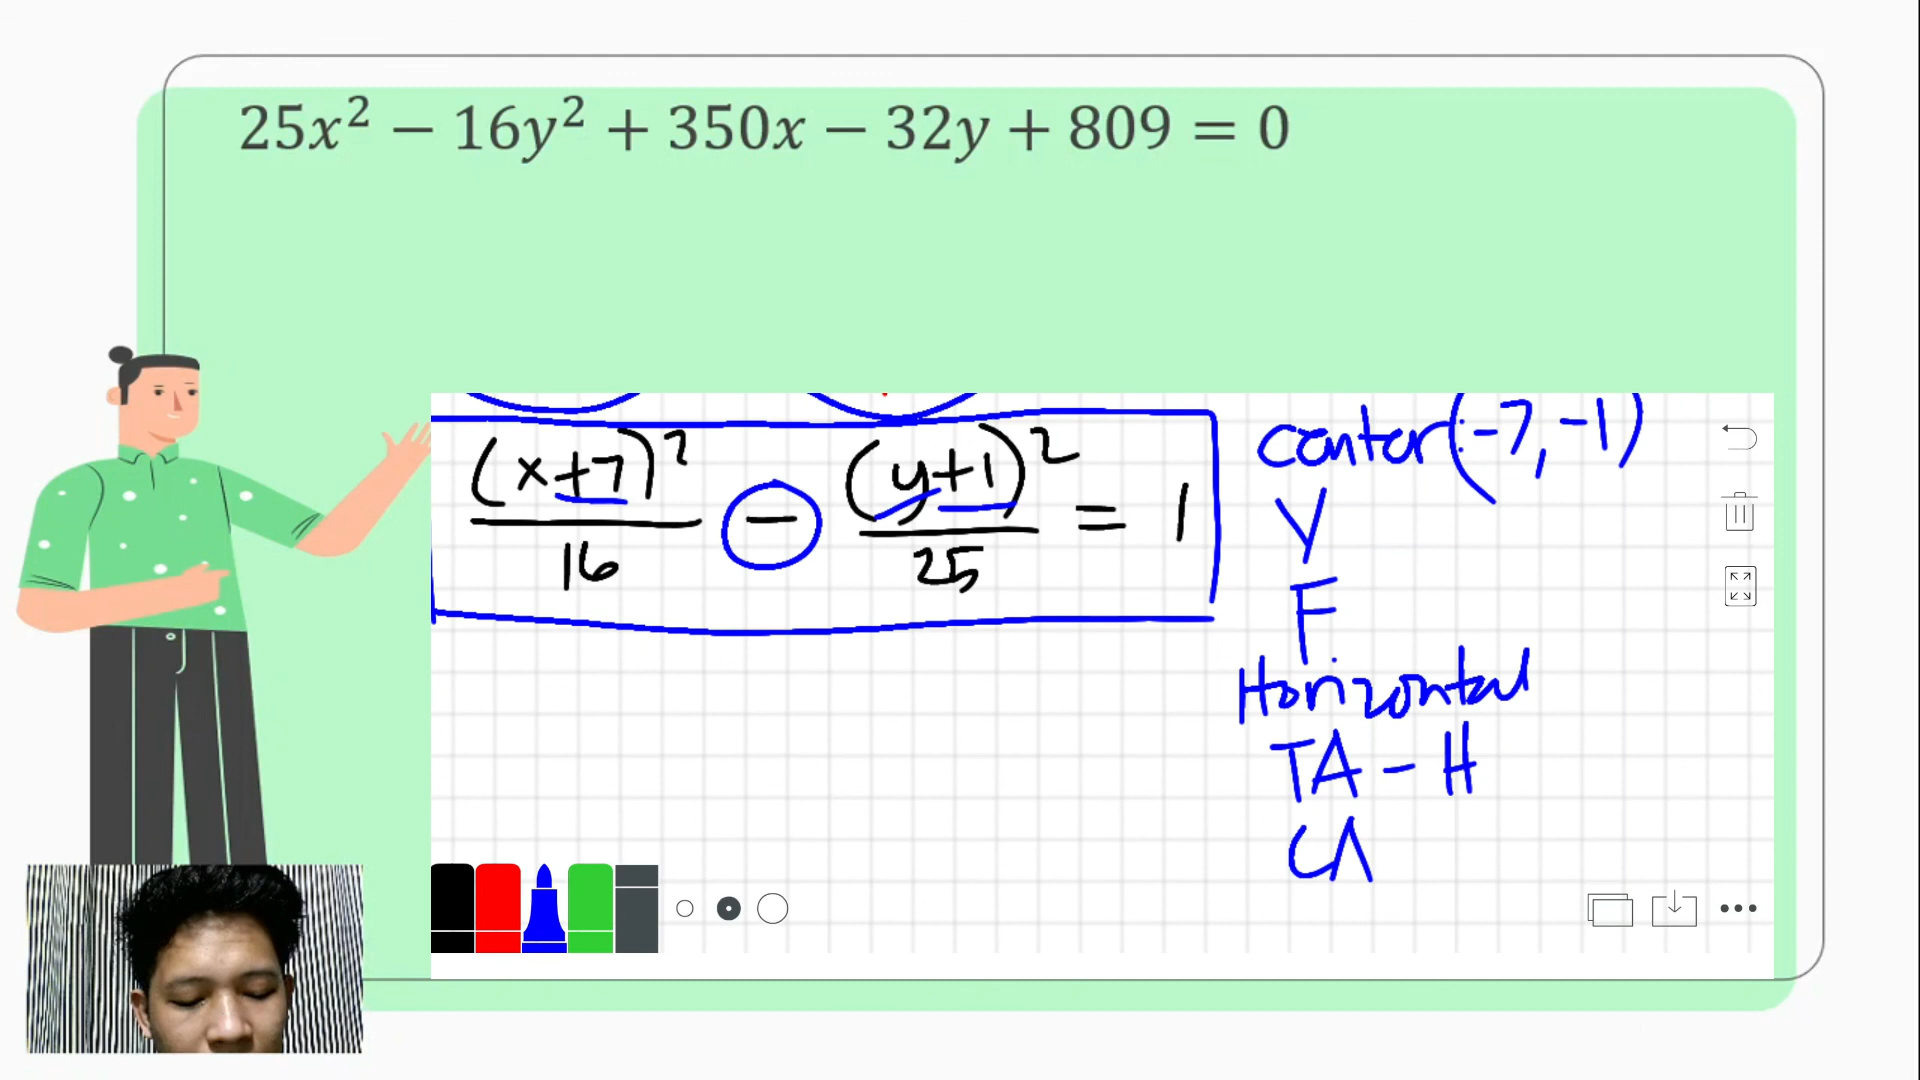 25x² − 16y² + 350x − 32y + 809 = 0
(x+7)²/16 − (y+1)²/25 = 1
center (-7, -1)
V
F
Horizontal
TA - H
CA